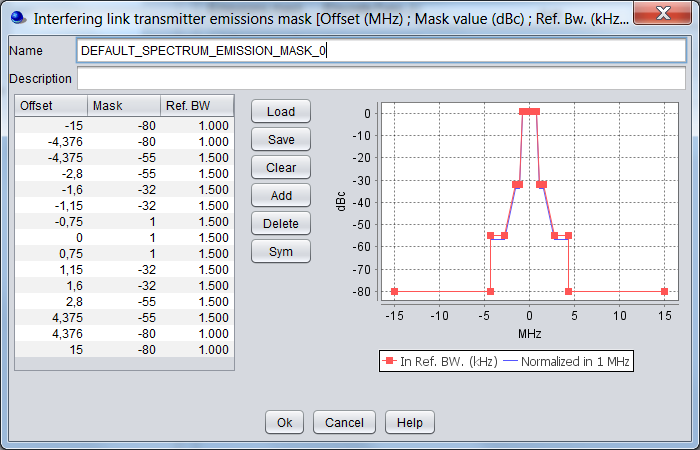 Interfering link transmitter emissions mask [Offset (MHz) ; Mask value (dBc) ; Ref. Bw. (kHz...
Name DEFAULT_SPECTRUM_EMISSION_MASK_0
Description
Offset Mask Ref. BW
-15 -80 1.000
-4,376 -80 1.000
-4,375 -55 1.500
-2,8 -55 1.500
-1,6 -32 1.500
-1,15 -32 1.500
-0,75 1 1.500
0 1 1.500
0,75 1 1.500
1,15 -32 1.500
1,6 -32 1.500
2,8 -55 1.500
4,375 -55 1.500
4,376 -80 1.000
15 -80 1.000
Load
Save
Clear
Add
Delete
Sym
dBc
0
-10
-20
-30
-40
-50
-60
-70
-80
-15 -10 -5 0 5 10 15
MHz
In Ref. BW. (kHz) Normalized in 1 MHz
Ok Cancel Help